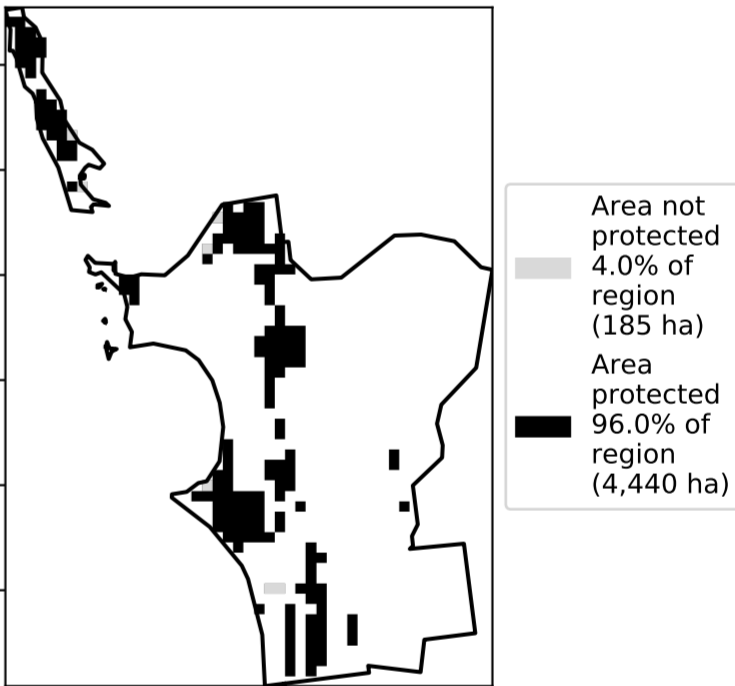 Area not
protected
4.0% of
region
(185 ha)
Area
protected
96.0% of
region
(4,440 ha)